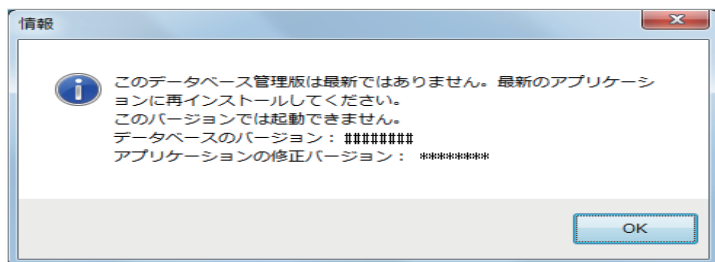 情報
このデータベース管理版は最新ではありません。最新のアプリケーシ
ョンに再インストールしてください。
このバージョンでは起動できません。
データベースのバージョン： ########
アプリケーションの修正バージョン： ********
OK